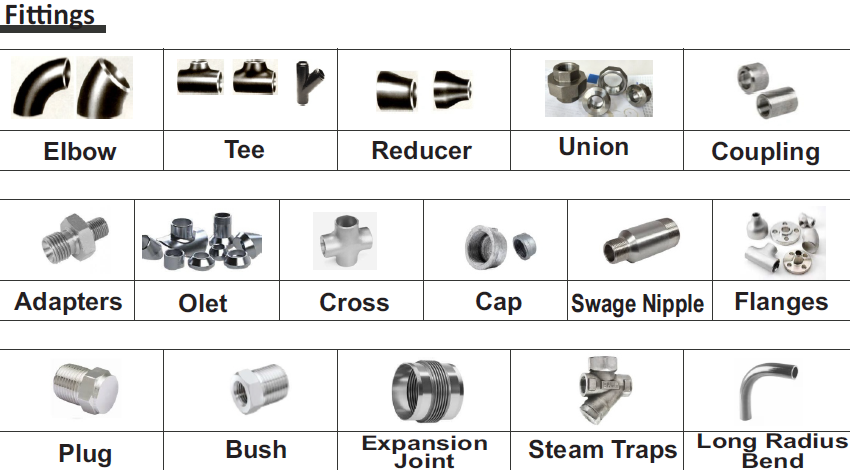 Fittings
Elbow
Tee
Reducer
Union
Coupling
Adapters
Olet
Cross
Cap
Swage Nipple
Flanges
Plug
Bush
Expansion
Joint
Steam Traps
Long Radius
Bend